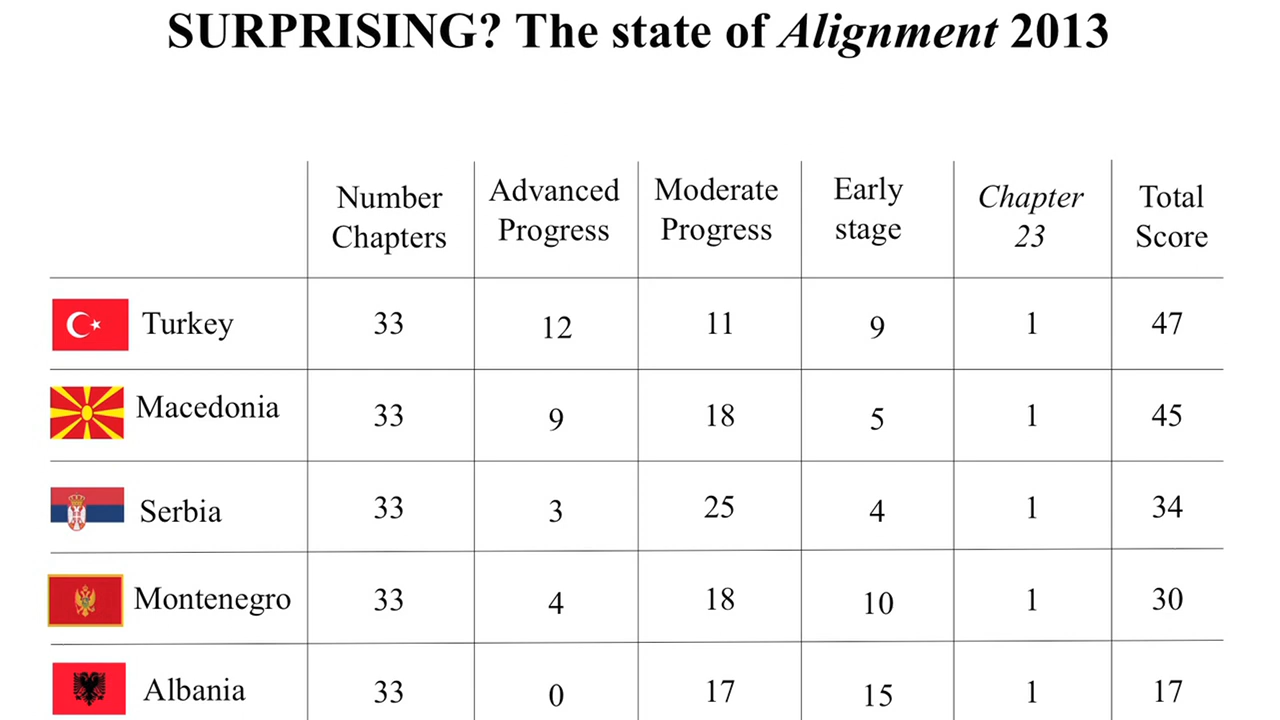 SURPRISING? The state of Alignment 2013
Number Chapters Advanced Progress Moderate Progress Early stage Chapter 23 Total Score
Turkey 33 12 11 9 1 47
Macedonia 33 9 18 5 1 45
Serbia 33 3 25 4 1 34
Montenegro 33 4 18 10 1 30
Albania 33 0 17 15 1 17